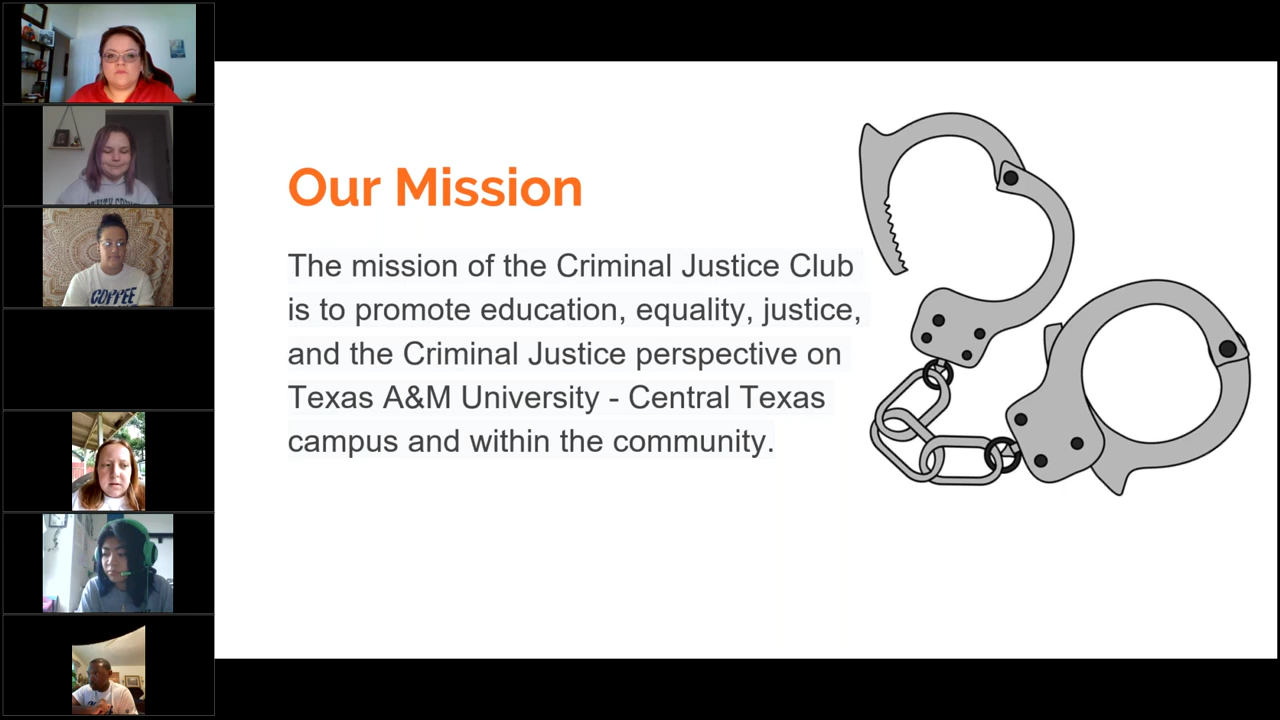 Our Mission
The mission of the Criminal Justice Club
is to promote education, equality, justice,
and the Criminal Justice perspective on
Texas A&M University - Central Texas
campus and within the community.
COFFEE